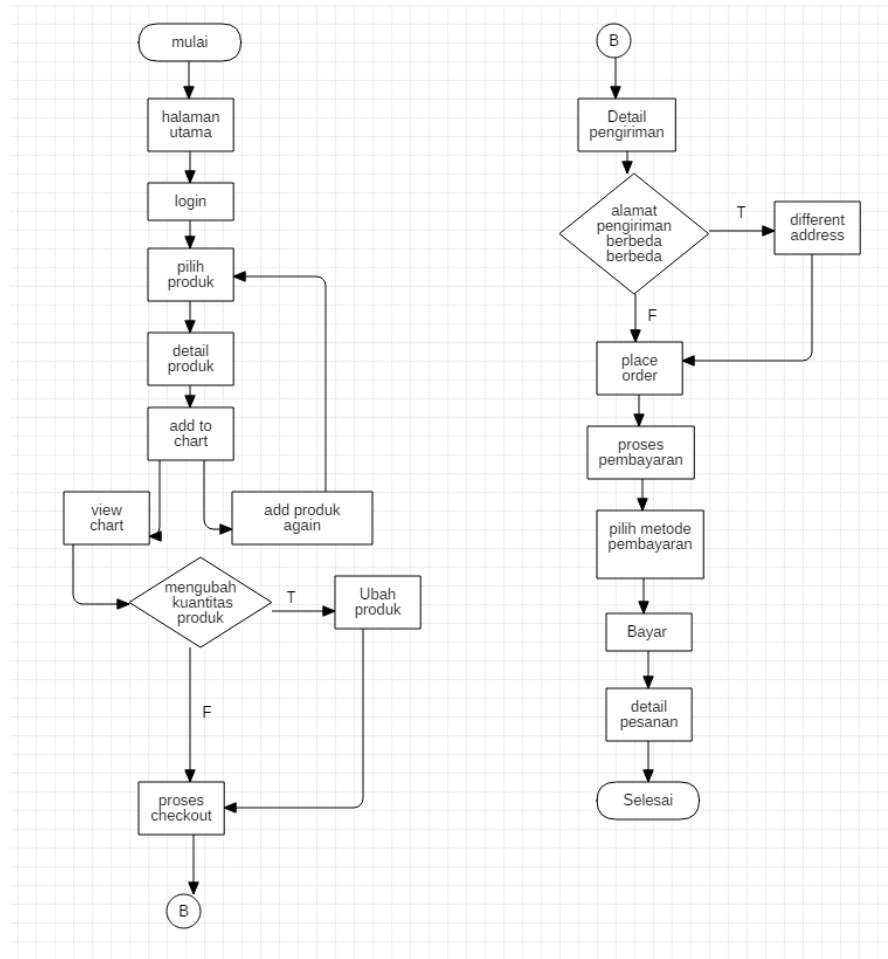 mulai
halaman
utama
login
pilih
produk
detail
produk
add to
chart
view
chart
add produk
again
mengubah
kuantitas
produk
T
Ubah
produk
F
proses
checkout
B
B
Detail
pengiriman
alamat
pengiriman
berbeda
berbeda
T
different
address
F
place
order
proses
pembayaran
pilih metode
pembayaran
Bayar
detail
pesanan
Selesai